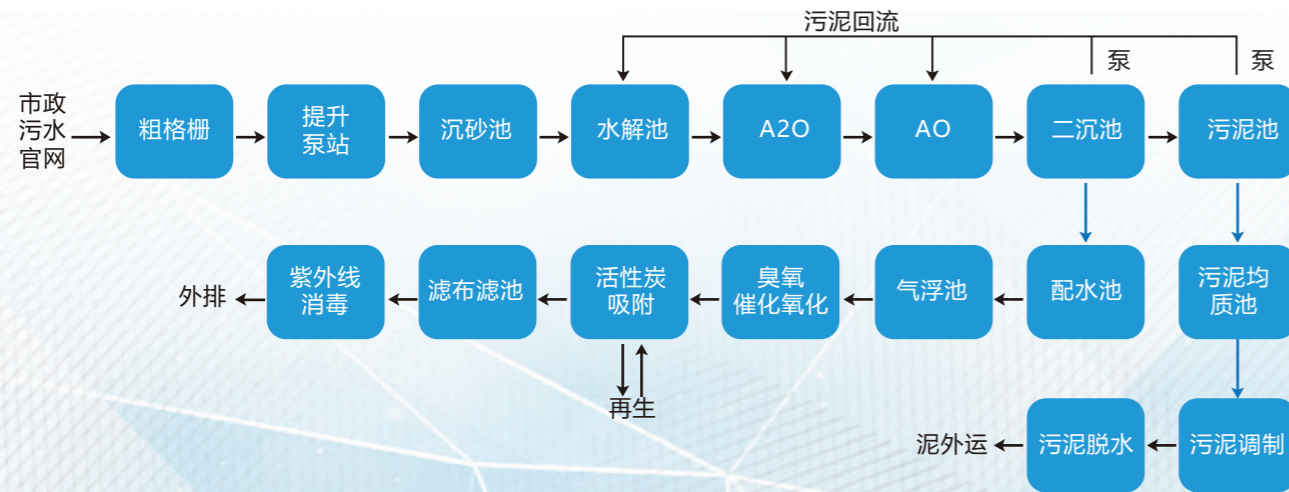 污泥回流
泵
泵
市政
污水
官网
粗格栅
提升
泵站
沉砂池
水解池
A2O
AO
二沉池
污泥池
外排
紫外线
消毒
滤布滤池
活性炭
吸附
臭氧
催化氧化
气浮池
配水池
污泥均
质池
再生
泥外运
污泥脱水
污泥调制